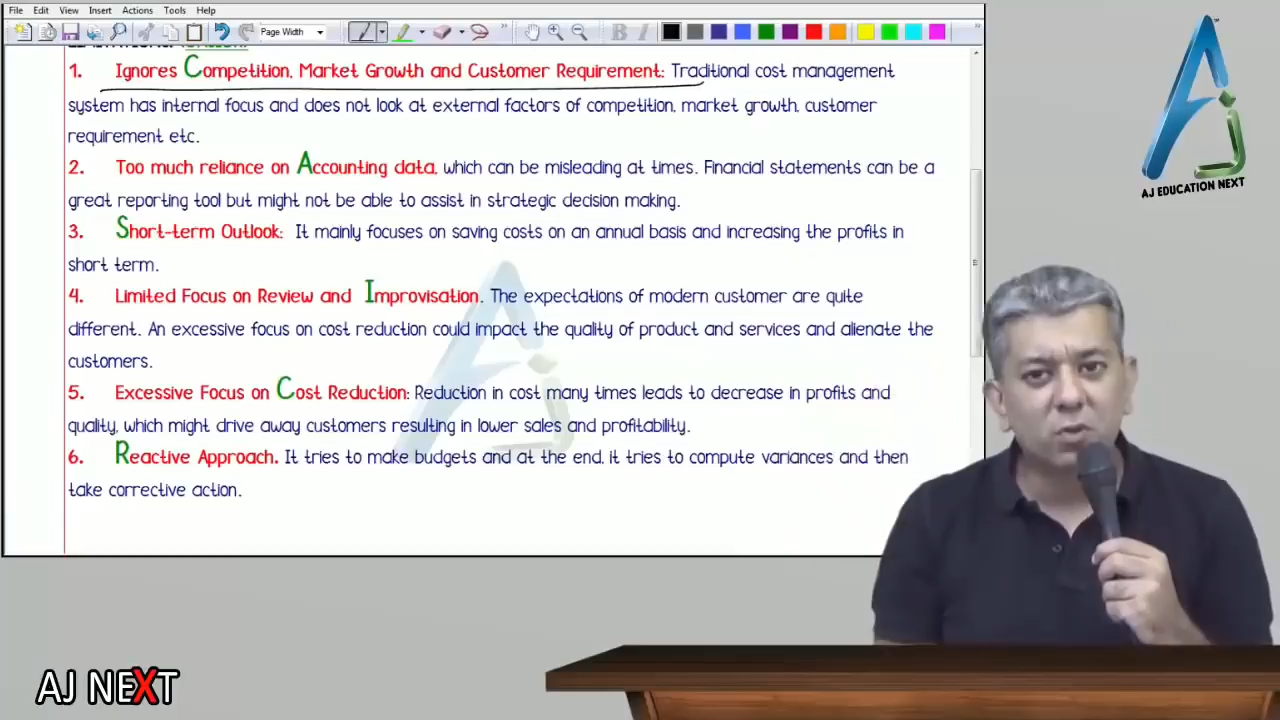 File Edit View Insert Actions Tools Help
Page Width
1. Ignores Competition, Market Growth and Customer Requirement: Traditional cost management
system has internal focus and does not look at external factors of competition, market growth, customer
requirement etc.
2. Too much reliance on Accounting data, which can be misleading at times. Financial statements can be a
great reporting tool but might not be able to assist in strategic decision making.
3. Short-term Outlook: It mainly focuses on saving costs on an annual basis and increasing the profits in
short term.
4. Limited Focus on Review and Improvisation. The expectations of modern customer are quite
different. An excessive focus on cost reduction could impact the quality of product and services and alienate the
customers.
5. Excessive Focus on Cost Reduction: Reduction in cost many times leads to decrease in profits and
quality, which might drive away customers resulting in lower sales and profitability.
6. Reactive Approach. It tries to make budgets and at the end, it tries to compute variances and then
take corrective action.
AJ EDUCATION NEXT
AJ NEXT